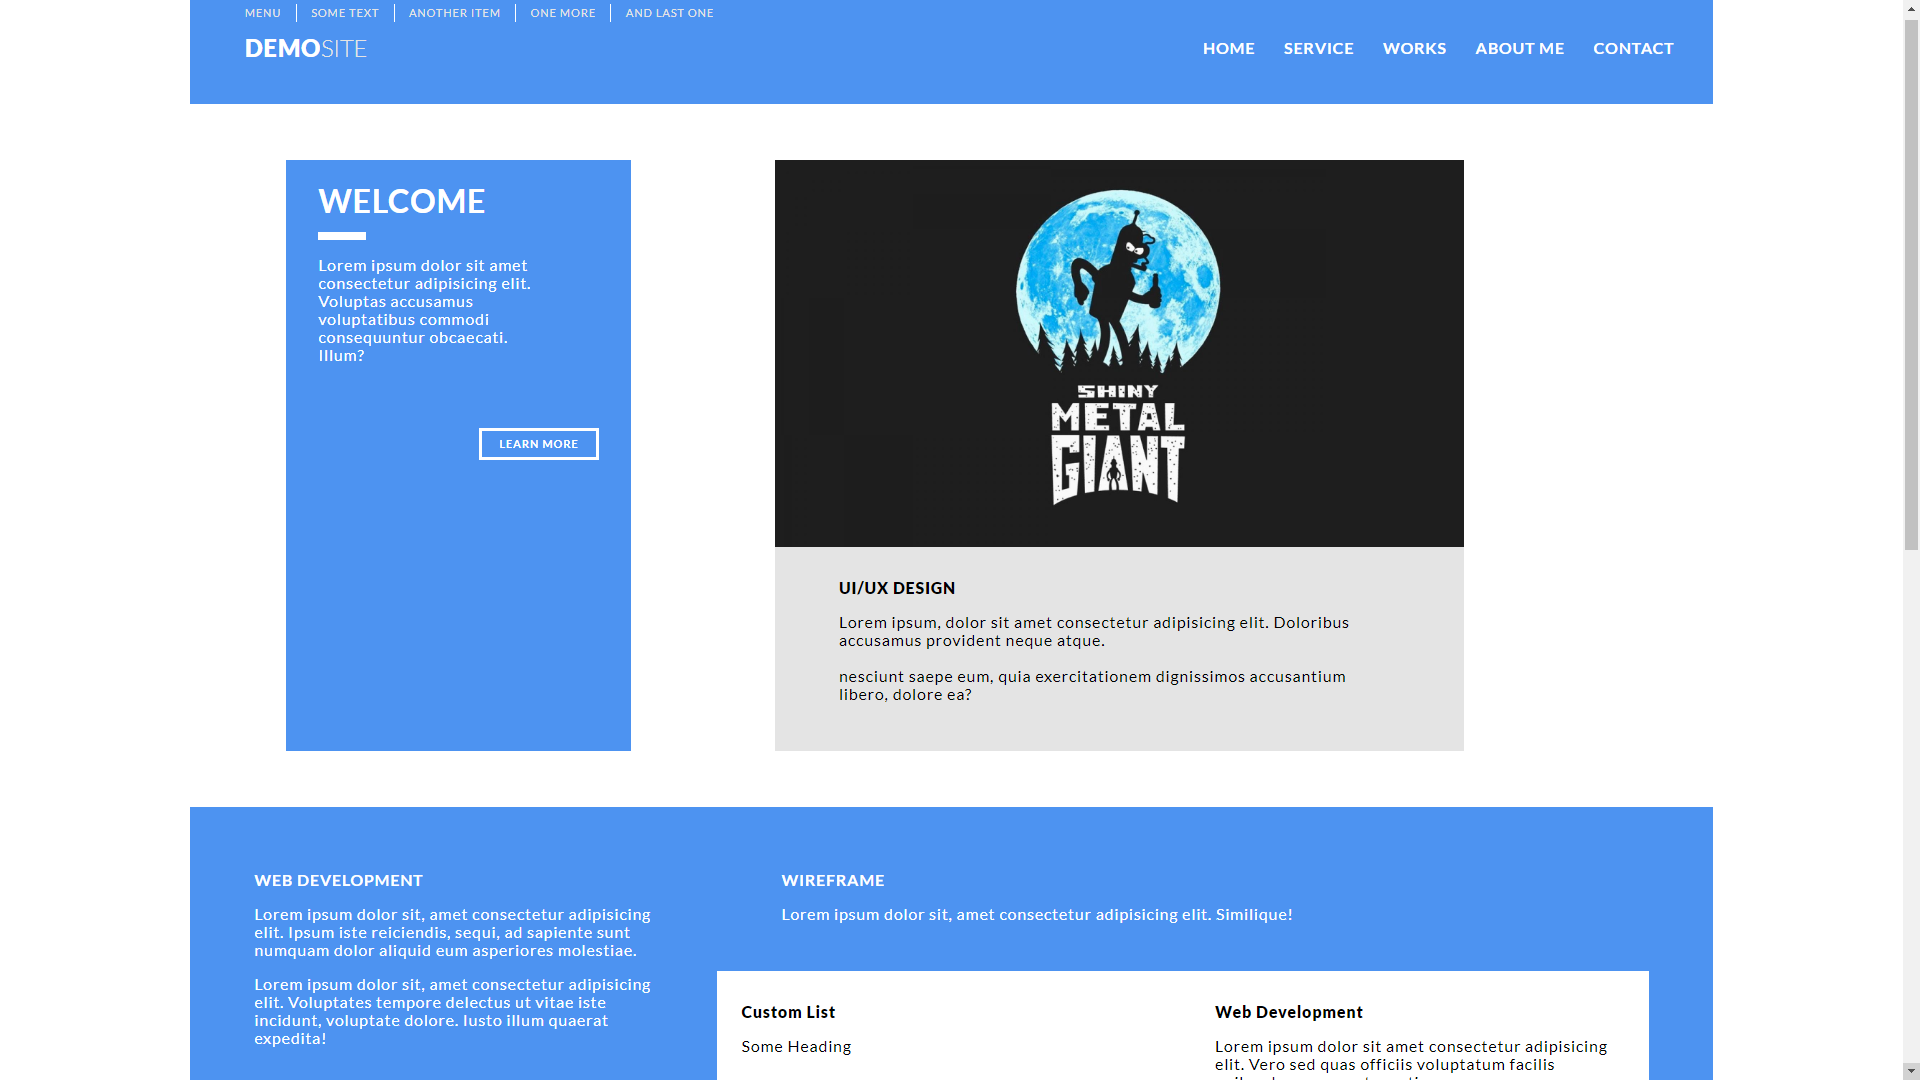 MENU SOME TEXT ANOTHER ITEM ONE MORE AND LAST ONE
DEMOSITE
HOME SERVICE WORKS ABOUT ME CONTACT
WELCOME
Lorem ipsum dolor sit amet
consectetur adipisicing elit.
Voluptas accusamus
voluptatibus commodi
consequuntur obcaecati.
Illum?
LEARN MORE
SHINY
METAL
GIANT
UI/UX DESIGN
Lorem ipsum, dolor sit amet consectetur adipisicing elit. Doloribus
accusamus provident neque atque.
nesciunt saepe eum, quia exercitationem dignissimos accusantium
libero, dolore ea?
WEB DEVELOPMENT
Lorem ipsum dolor sit, amet consectetur adipisicing
elit. Ipsum iste reiciendis, sequi, ad sapiente sunt
numquam dolor aliquid eum asperiores molestiae.
Lorem ipsum dolor sit, amet consectetur adipisicing
elit. Voluptates tempore delectus ut vitae iste
incidunt, voluptate dolore. Iusto illum quaerat
expedita!
WIREFRAME
Lorem ipsum dolor sit, amet consectetur adipisicing elit. Similique!
Custom List
Some Heading
Web Development
Lorem ipsum dolor sit amet consectetur adipisicing
elit. Vero sed quas officiis voluptatum facilis